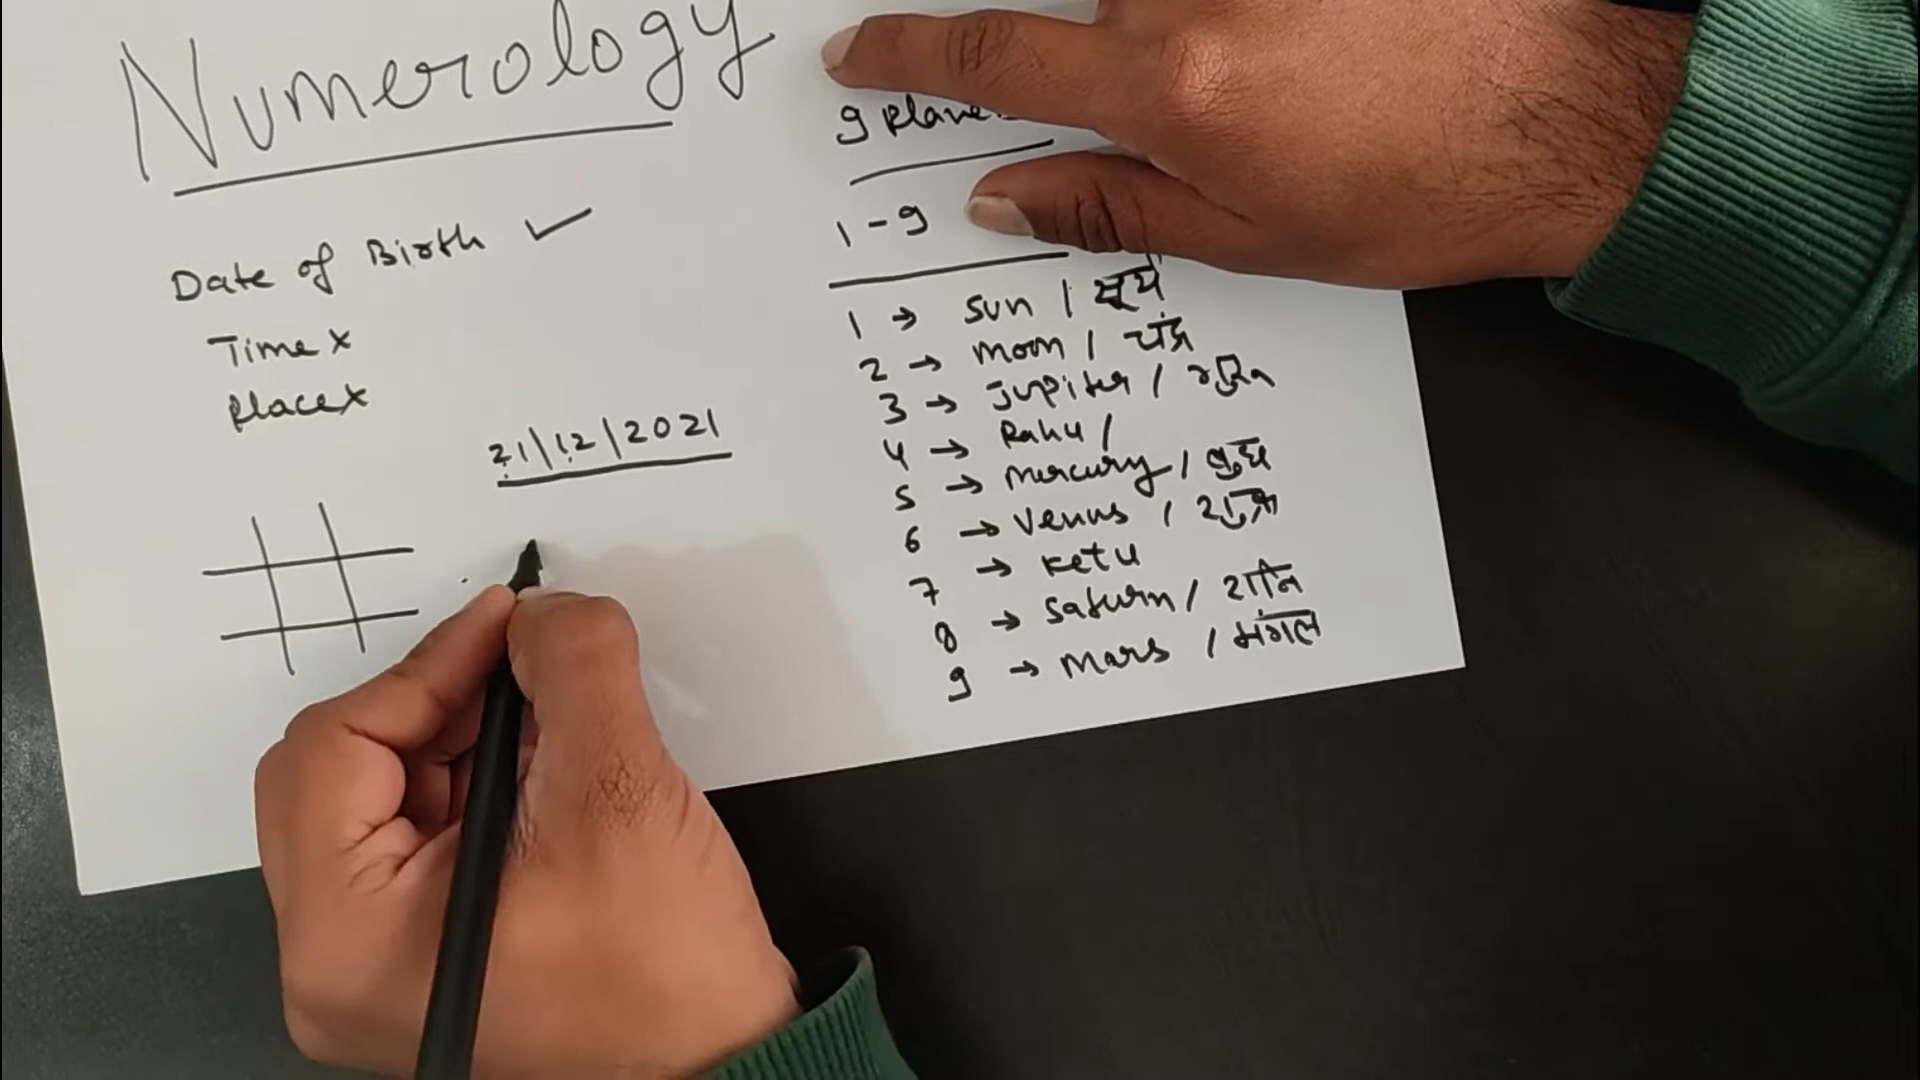 Numerology
Date of Birth ✓
Time x
Place x
21/12/2021
9 Plane
1-9
1 → Sun / सूर्य
2 → Moon / चंद्र
3 → Jupiter /
4 → Rahu /
5 → Mercury / बुध
6 → Venus / शुक्र
7 → Ketu
8 → Saturn / शनि
9 → Mars / मंगल